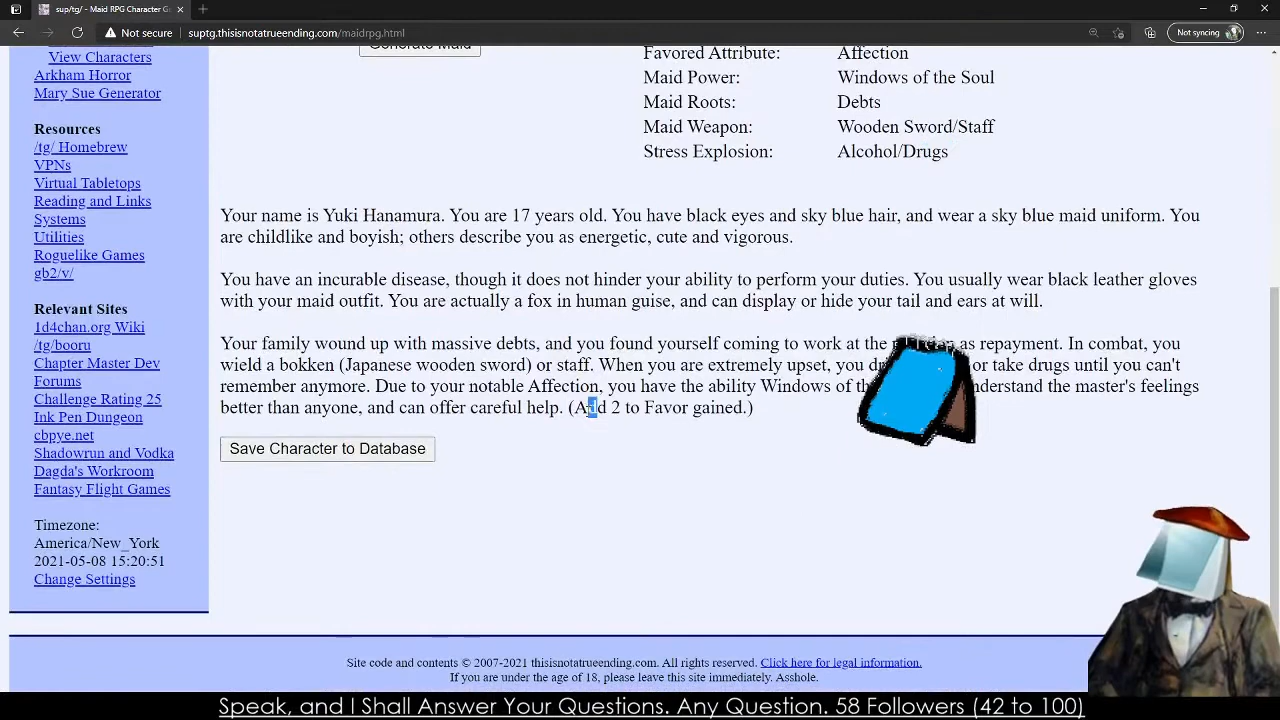 sup/tg/ - Maid RPG Character G
Not secure
suptg.thisisnotatrueending.com/maidrpg.html
Not syncing
View Characters
Arkham Horror
Mary Sue Generator
Resources
/tg/ Homebrew
VPNs
Virtual Tabletops
Reading and Links
Systems
Utilities
Roguelike Games
gb2/v/
Relevant Sites
1d4chan.org Wiki
/tg/booru
Chapter Master Dev
Forums
Challenge Rating 25
Ink Pen Dungeon
cbpye.net
Shadowrun and Vodka
Dagda's Workroom
Fantasy Flight Games
Timezone:
America/New_York
2021-05-08 15:20:51
Change Settings
Generate Maid
Favored Attribute: Affection
Maid Power: Windows of the Soul
Maid Roots: Debts
Maid Weapon: Wooden Sword/Staff
Stress Explosion: Alcohol/Drugs
Your name is Yuki Hanamura. You are 17 years old. You have black eyes and sky blue hair, and wear a sky blue maid uniform. You
are childlike and boyish; others describe you as energetic, cute and vigorous.
You have an incurable disease, though it does not hinder your ability to perform your duties. You usually wear black leather gloves
with your maid outfit. You are actually a fox in human guise, and can display or hide your tail and ears at will.
Your family wound up with massive debts, and you found yourself coming to work at the as repayment. In combat, you
wield a bokken (Japanese wooden sword) or staff. When you are extremely upset, you or take drugs until you can't
remember anymore. Due to your notable Affection, you have the ability Windows of understand the master's feelings
better than anyone, and can offer careful help. (Add 2 to Favor gained.)
Save Character to Database
Site code and contents © 2007-2021 thisisnotatrueending.com. All rights reserved. Click here for legal information.
If you are under the age of 18, please leave this site immediately. Asshole.
Speak, and I Shall Answer Your Questions. Any Question. 58 Followers (42 to 100)